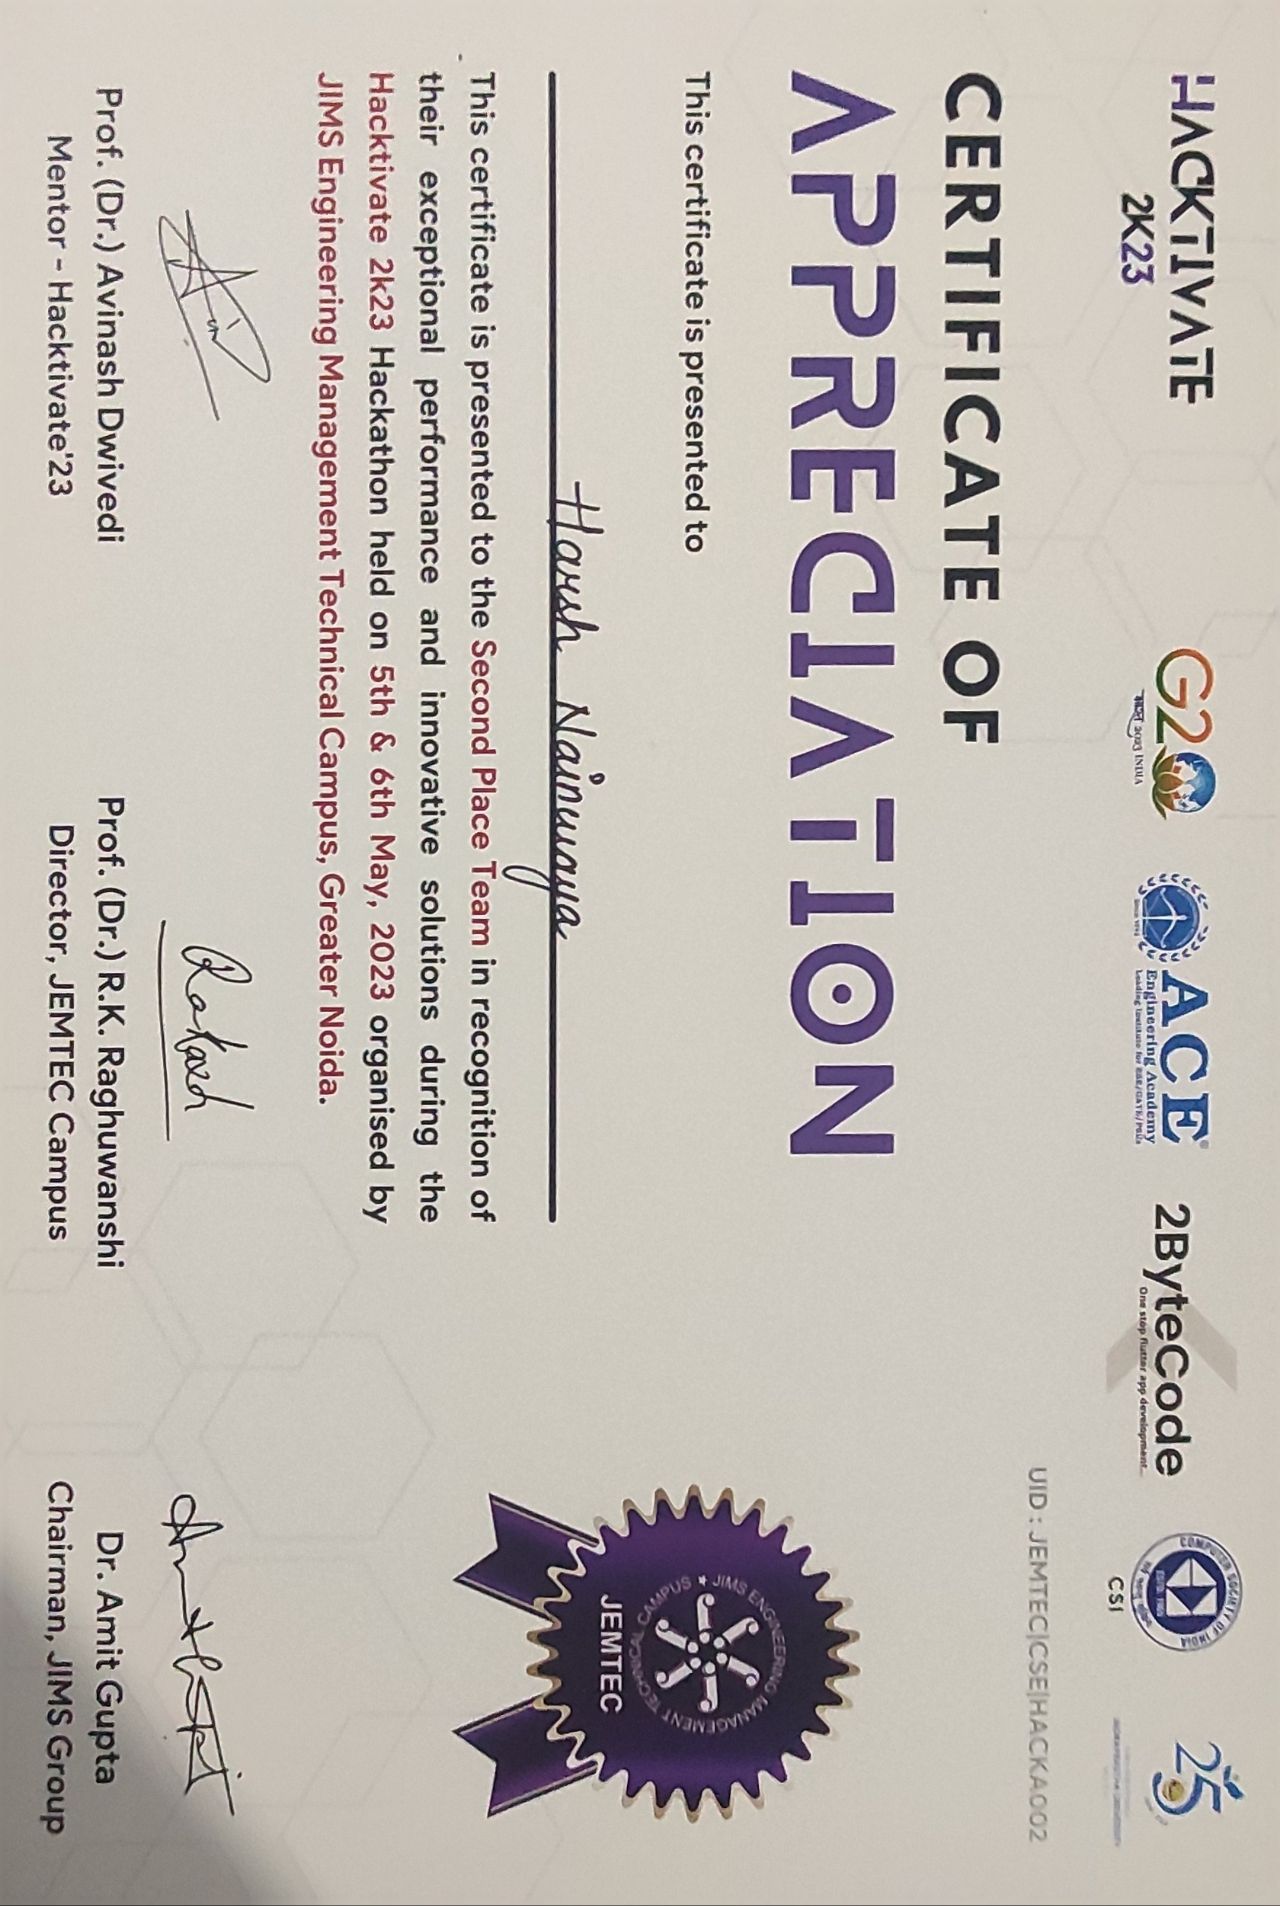 HACKTIVATE
2K23
G20
भारत 2023 INDIA
ACE
Engineering Academy
Leading Institute for ESE/GATE/PSUs
Since 1995
2ByteCode
One stop flutter app development...
COMPUTER SOCIETY OF INDIA
ESTD. 1965
CSI
25
UID : JEMTEC|CSE|HACKA002
CERTIFICATE OF
APPRECIATION
This certificate is presented to
Harsh Nainwaya
This certificate is presented to the Second Place Team in recognition of
their exceptional performance and innovative solutions during the
Hacktivate 2k23 Hackathon held on 5th & 6th May, 2023 organised by
JIMS Engineering Management Technical Campus, Greater Noida.
JIMS ENGINEERING MANAGEMENT TECHNICAL CAMPUS
JEMTEC
Rakesh
Prof. (Dr.) Avinash Dwivedi
Mentor - Hacktivate'23
Prof. (Dr.) R.K. Raghuwanshi
Director, JEMTEC Campus
Dr. Amit Gupta
Chairman, JIMS Group